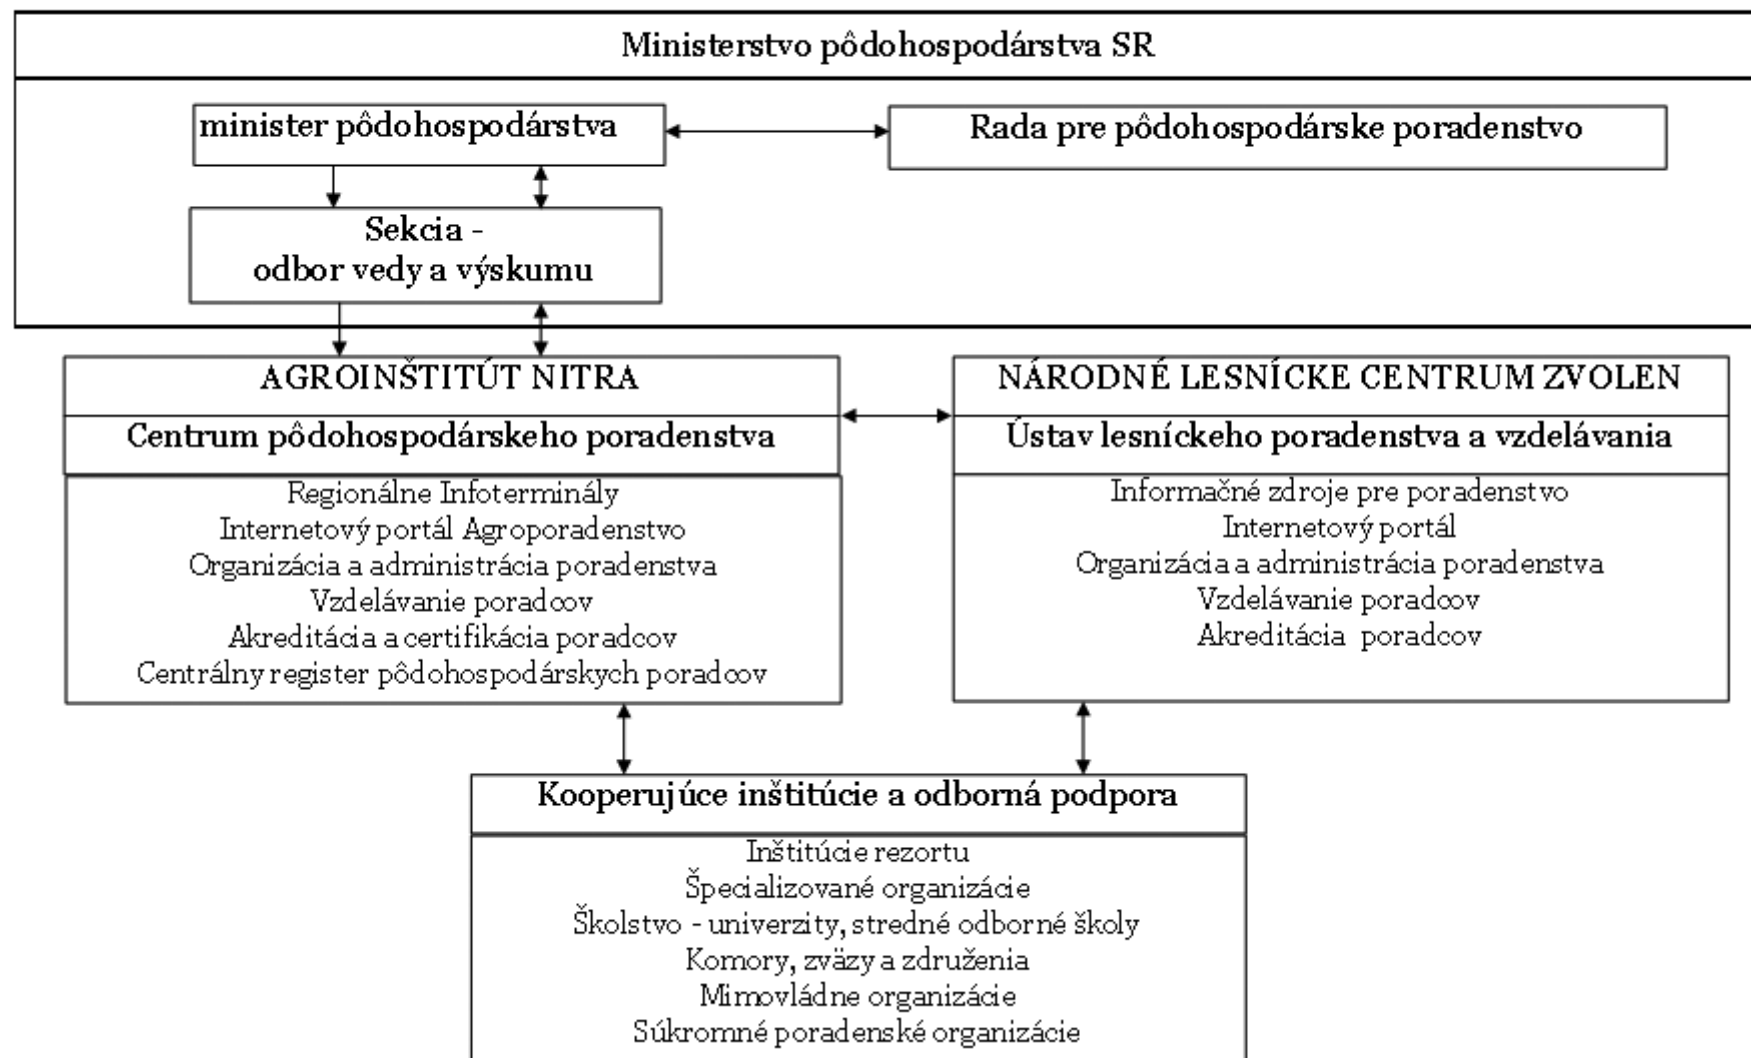 Ministerstvo pôdohospodárstva SR
minister pôdohospodárstva
Rada pre pôdohospodárske poradenstvo
Sekcia -
odbor vedy a výskumu
AGROINŠTITÚT NITRA
Centrum pôdohospodárskeho poradenstva
Regionálne Infoterminály
Internetový portál Agroporadenstvo
Organizácia a administrácia poradenstva
Vzdelávanie poradcov
Akreditácia a certifikácia poradcov
Centrálny register pôdohospodárskych poradcov
NÁRODNÉ LESNÍCKE CENTRUM ZVOLEN
Ústav lesníckeho poradenstva a vzdelávania
Informačné zdroje pre poradenstvo
Internetový portál
Organizácia a administrácia poradenstva
Vzdelávanie poradcov
Akreditácia poradcov
Kooperujúce inštitúcie a odborná podpora
Inštitúcie rezortu
Špecializované organizácie
Školstvo - univerzity, stredné odborné školy
Komory, zväzy a združenia
Mimovládne organizácie
Súkromné poradenské organizácie